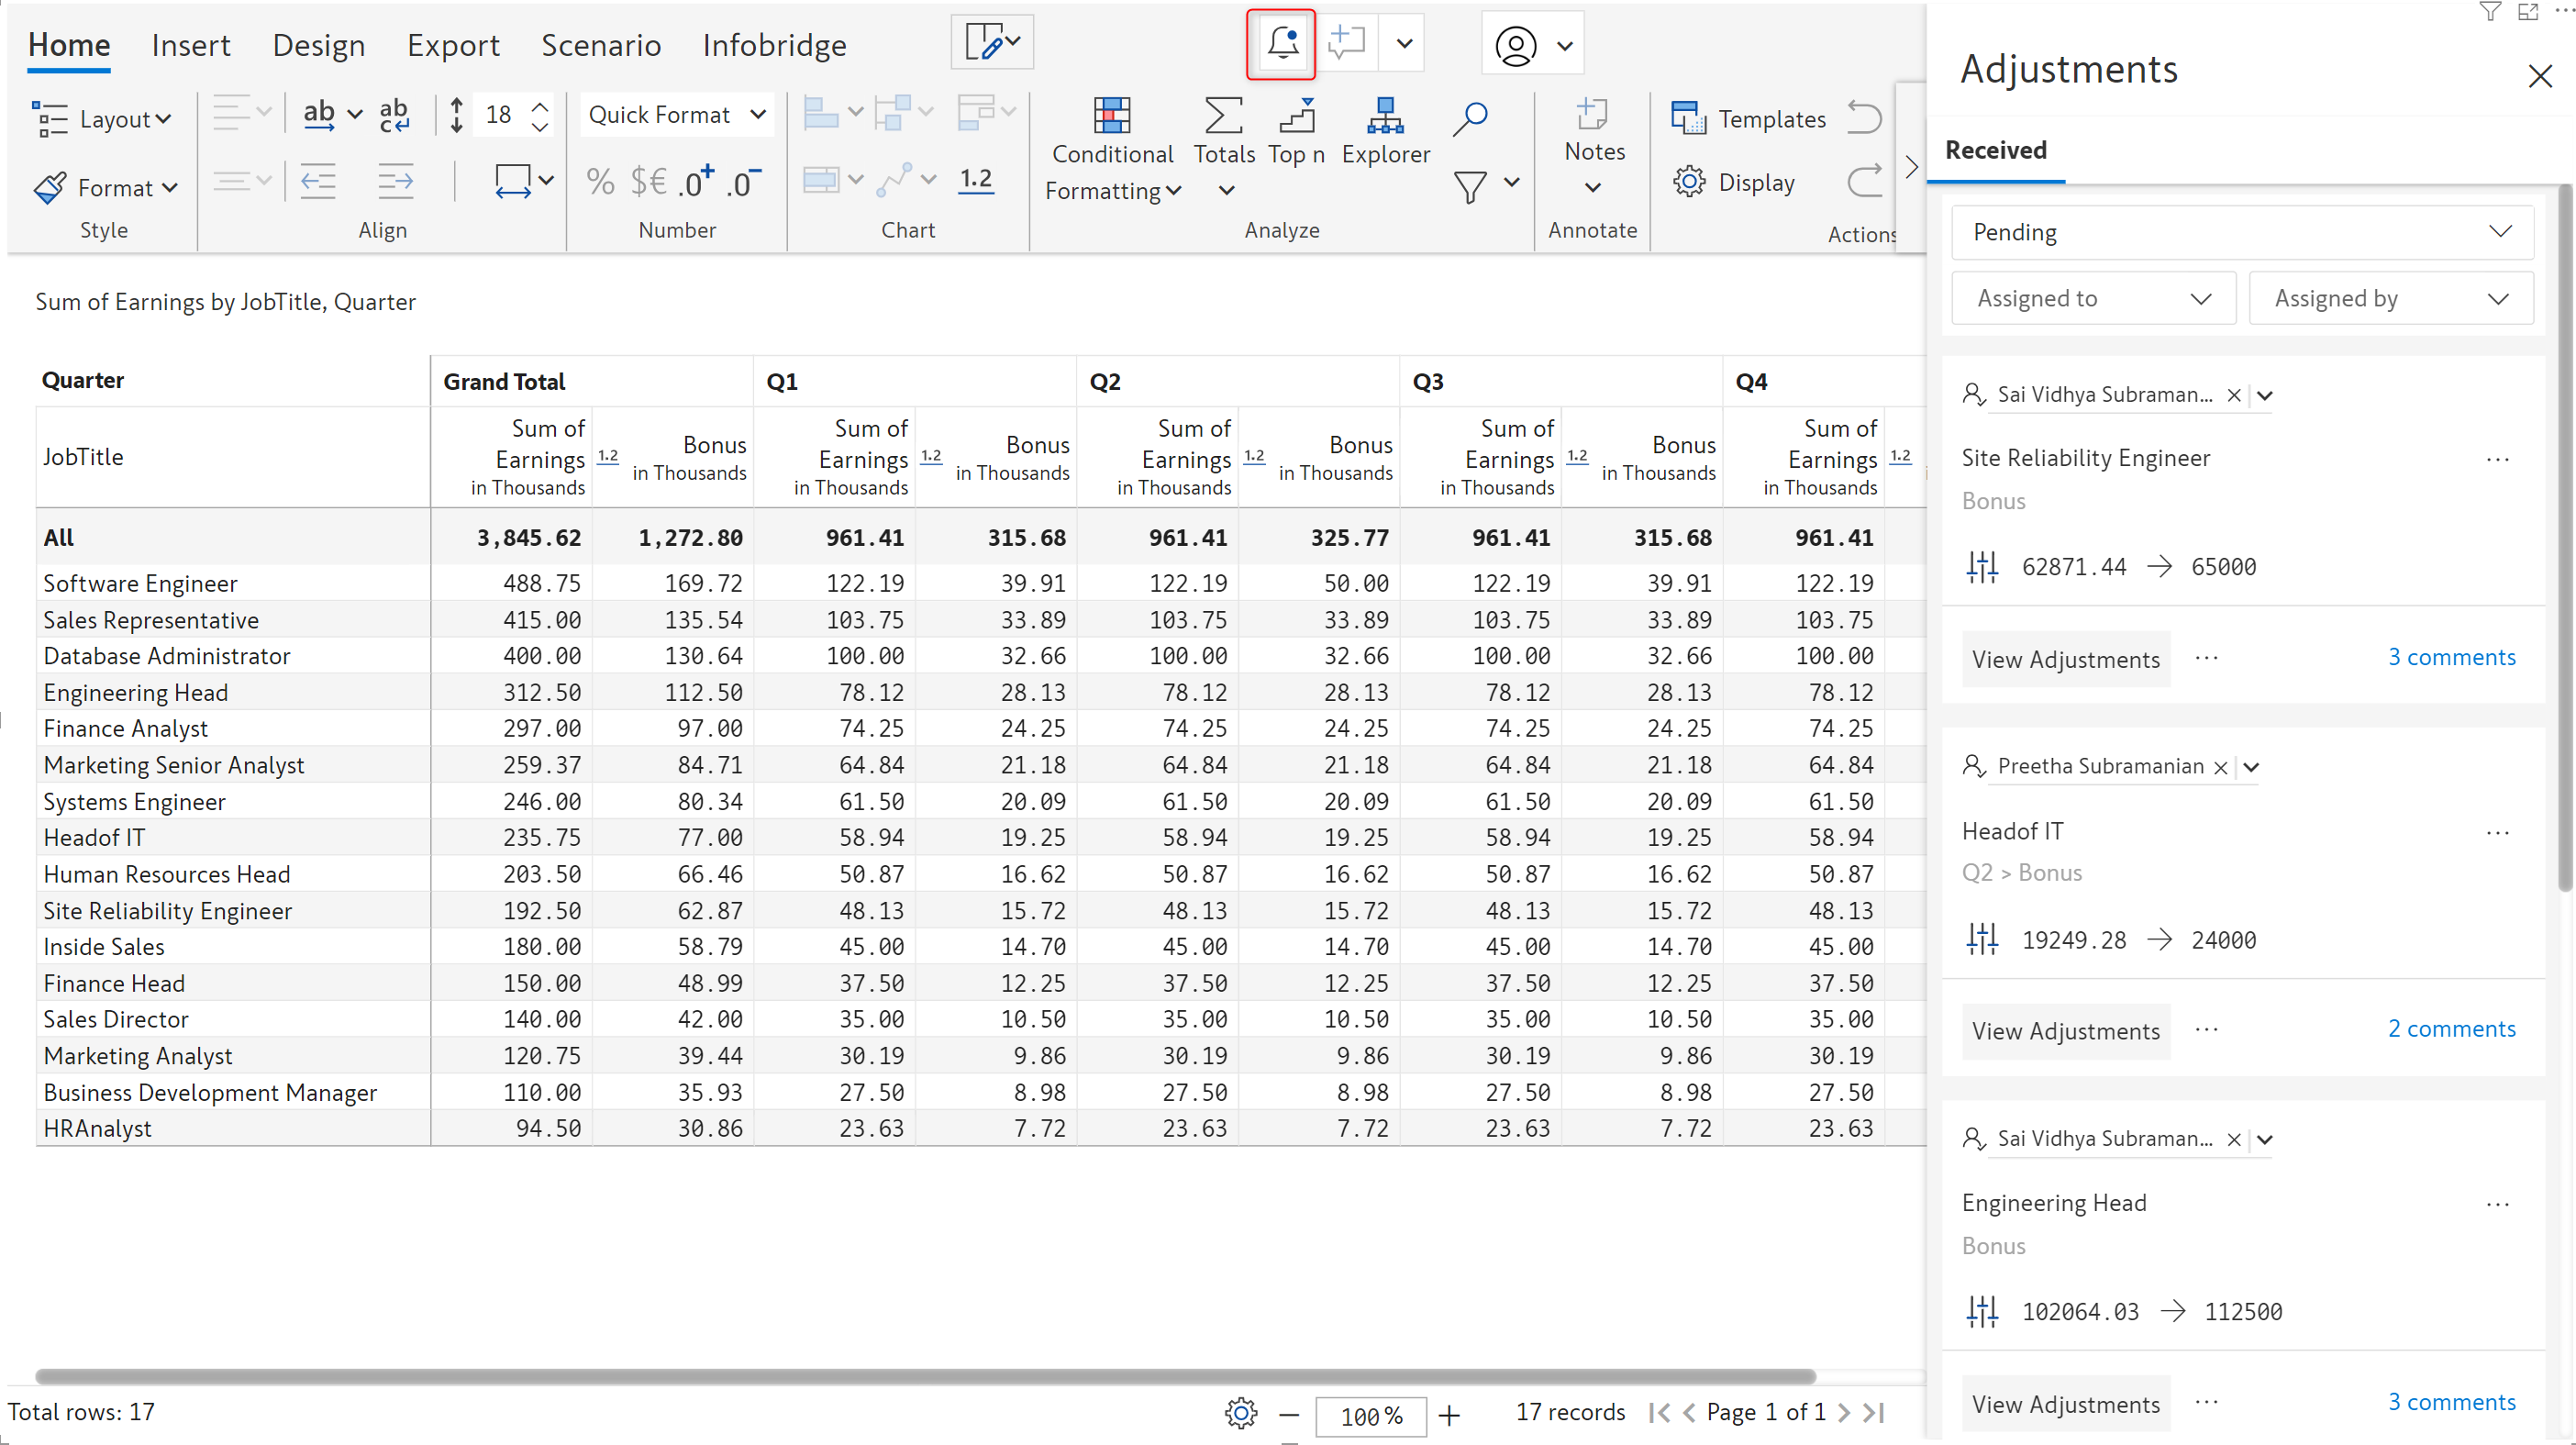 Home Insert Design Export Scenario Infobridge
Layout ab ab c 18 Quick Format Conditional Formatting Totals Top n Explorer Notes Templates
Format % $€ .0+ .0- 1.2 Display
Style Align Number Chart Analyze Annotate Actions
Sum of Earnings by JobTitle, Quarter
Quarter Grand Total Q1 Q2 Q3 Q4
JobTitle Sum of Earnings in Thousands 1.2 Bonus in Thousands Sum of Earnings in Thousands 1.2 Bonus in Thousands Sum of Earnings in Thousands 1.2 Bonus in Thousands Sum of Earnings in Thousands 1.2 Bonus in Thousands Sum of Earnings in Thousands 1.2
All 3,845.62 1,272.80 961.41 315.68 961.41 325.77 961.41 315.68 961.41
Software Engineer 488.75 169.72 122.19 39.91 122.19 50.00 122.19 39.91 122.19
Sales Representative 415.00 135.54 103.75 33.89 103.75 33.89 103.75 33.89 103.75
Database Administrator 400.00 130.64 100.00 32.66 100.00 32.66 100.00 32.66 100.00
Engineering Head 312.50 112.50 78.12 28.13 78.12 28.13 78.12 28.13 78.12
Finance Analyst 297.00 97.00 74.25 24.25 74.25 24.25 74.25 24.25 74.25
Marketing Senior Analyst 259.37 84.71 64.84 21.18 64.84 21.18 64.84 21.18 64.84
Systems Engineer 246.00 80.34 61.50 20.09 61.50 20.09 61.50 20.09 61.50
Headof IT 235.75 77.00 58.94 19.25 58.94 19.25 58.94 19.25 58.94
Human Resources Head 203.50 66.46 50.87 16.62 50.87 16.62 50.87 16.62 50.87
Site Reliability Engineer 192.50 62.87 48.13 15.72 48.13 15.72 48.13 15.72 48.13
Inside Sales 180.00 58.79 45.00 14.70 45.00 14.70 45.00 14.70 45.00
Finance Head 150.00 48.99 37.50 12.25 37.50 12.25 37.50 12.25 37.50
Sales Director 140.00 42.00 35.00 10.50 35.00 10.50 35.00 10.50 35.00
Marketing Analyst 120.75 39.44 30.19 9.86 30.19 9.86 30.19 9.86 30.19
Business Development Manager 110.00 35.93 27.50 8.98 27.50 8.98 27.50 8.98 27.50
HRAnalyst 94.50 30.86 23.63 7.72 23.63 7.72 23.63 7.72 23.63
Total rows: 17 100 % 17 records Page 1 of 1
Adjustments
Received
Pending
Assigned to Assigned by
Sai Vidhya Subraman...
Site Reliability Engineer
Bonus
62871.44 → 65000
View Adjustments ... 3 comments
Preetha Subramanian
Headof IT
Q2 > Bonus
19249.28 → 24000
View Adjustments ... 2 comments
Sai Vidhya Subraman...
Engineering Head
Bonus
102064.03 → 112500
View Adjustments ... 3 comments